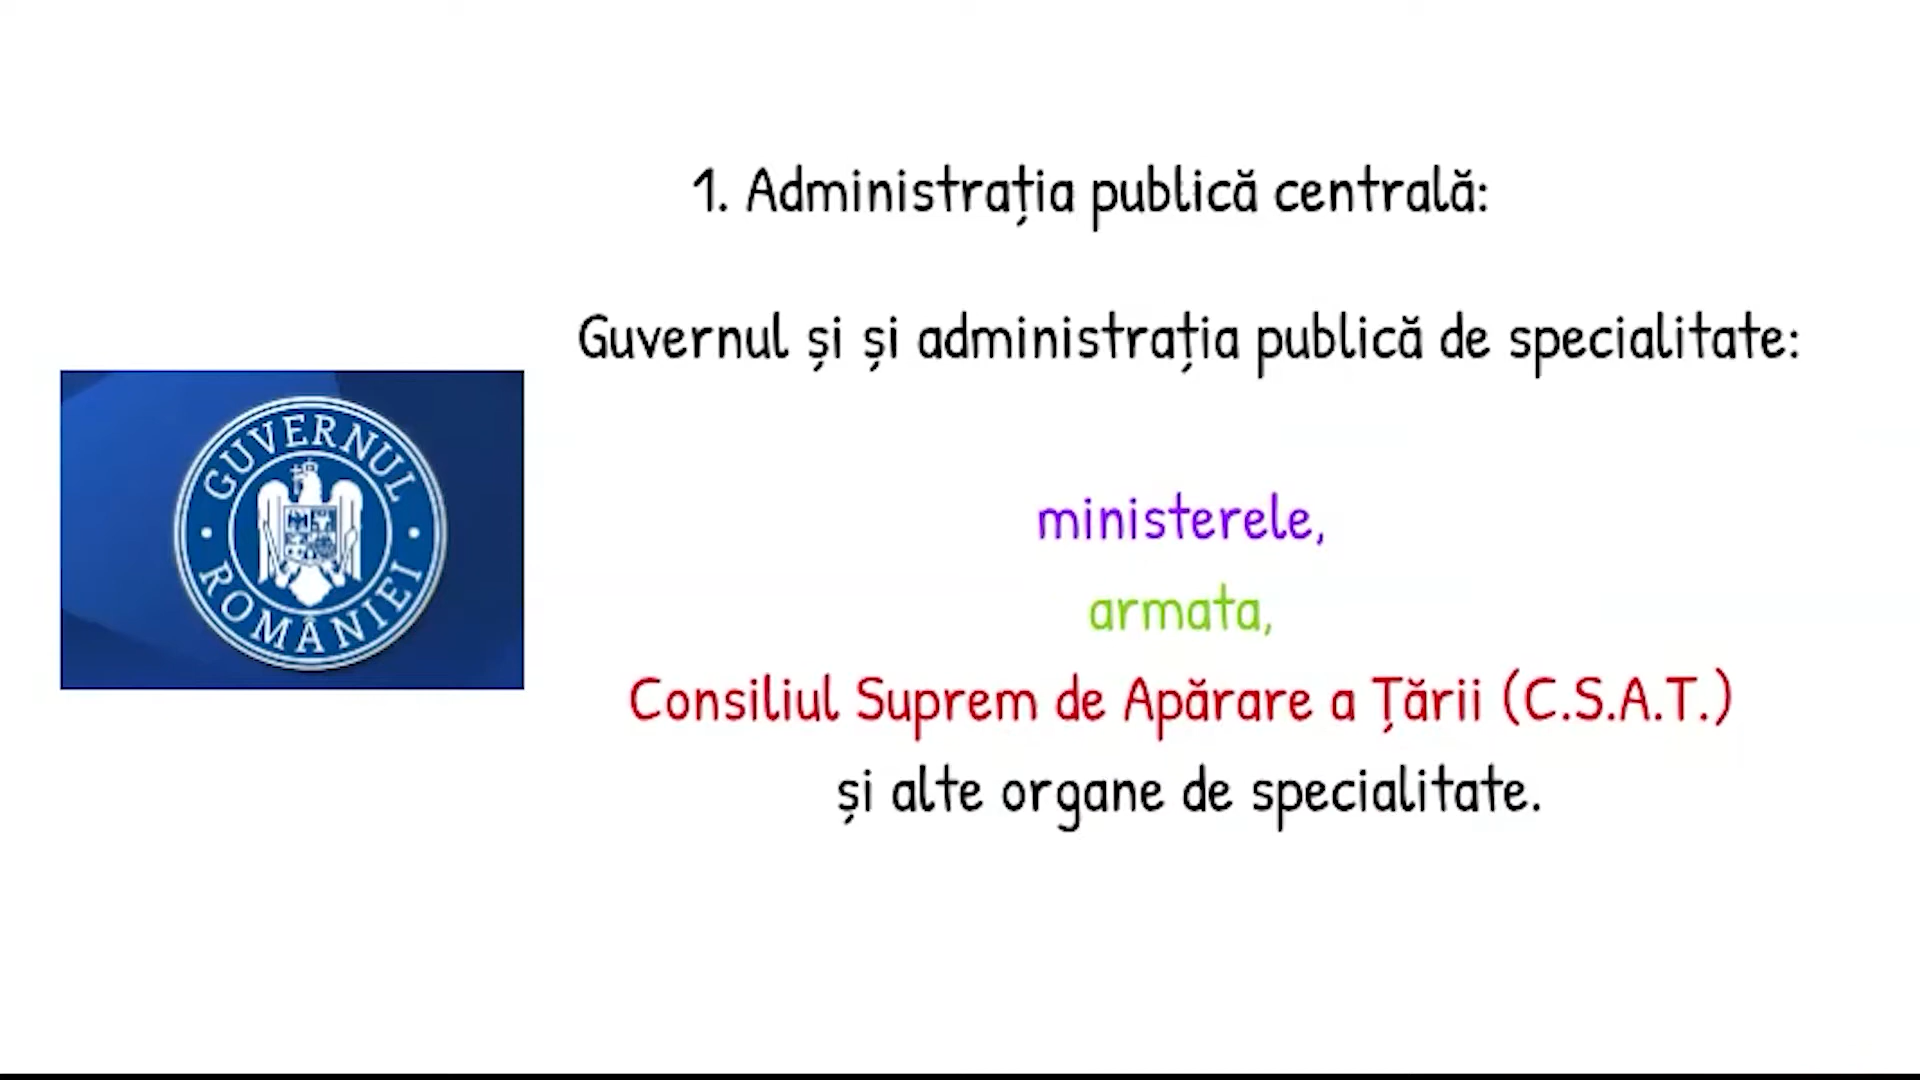 1. Administrația publică centrală:
Guvernul și și administrația publică de specialitate:
GUVERNUL
ROMÂNIEI
ministerele,
armata,
Consiliul Suprem de Apărare a Țării (C.S.A.T.)
și alte organe de specialitate.